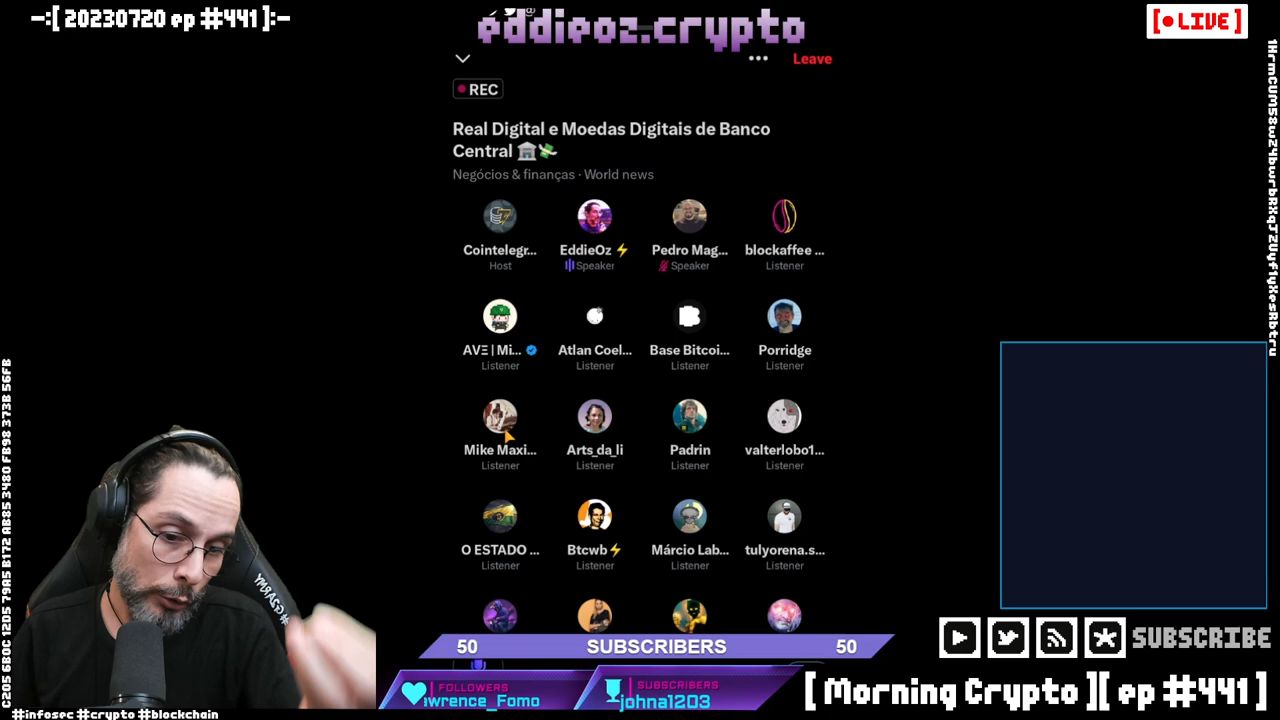 -:[ 20230720 ep #441 ]:-
eddieoz.crypto
[ LIVE ]
Leave
REC
Real Digital e Moedas Digitais de Banco
Central
Negócios & finanças · World news
Cointelegr... EddieOz⚡ Pedro Mag... blockaffee ...
Host Speaker Speaker Listener
AVΞ | Mi... Atlan Coel... Base Bitcoi... Porridge
Listener Listener Listener Listener
Mike Maxi... Arts_da_li Padrin valterlobo1...
Listener Listener Listener Listener
O ESTADO ... Btcwb⚡ Márcio Lab... tulyorena.s...
Listener Listener Listener Listener
50 SUBSCRIBERS 50
FOLLOWERS
wrence_Fomo
SUBSCRIBERS
johna1203
SUBSCRIBE
[ Morning Crypto ][ ep #441 ]
#infosec #crypto #blockchain